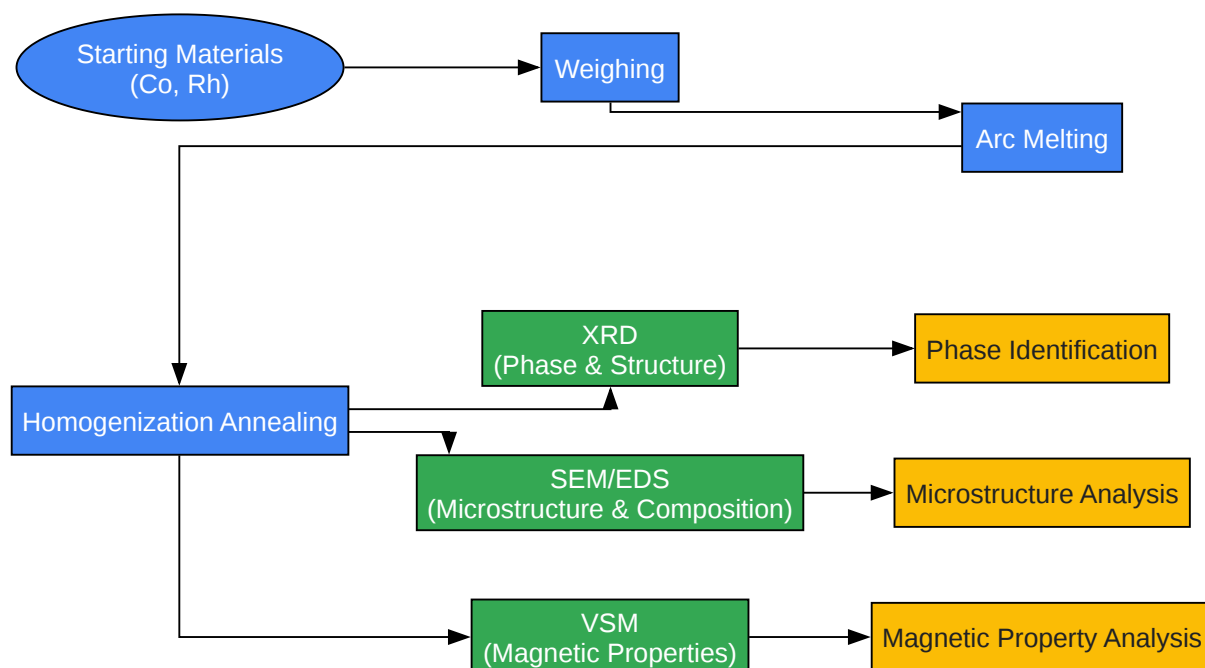 Starting Materials
(Co, Rh)
Weighing
Arc Melting
Homogenization Annealing
XRD
(Phase & Structure)
Phase Identification
SEM/EDS
(Microstructure & Composition)
Microstructure Analysis
VSM
(Magnetic Properties)
Magnetic Property Analysis